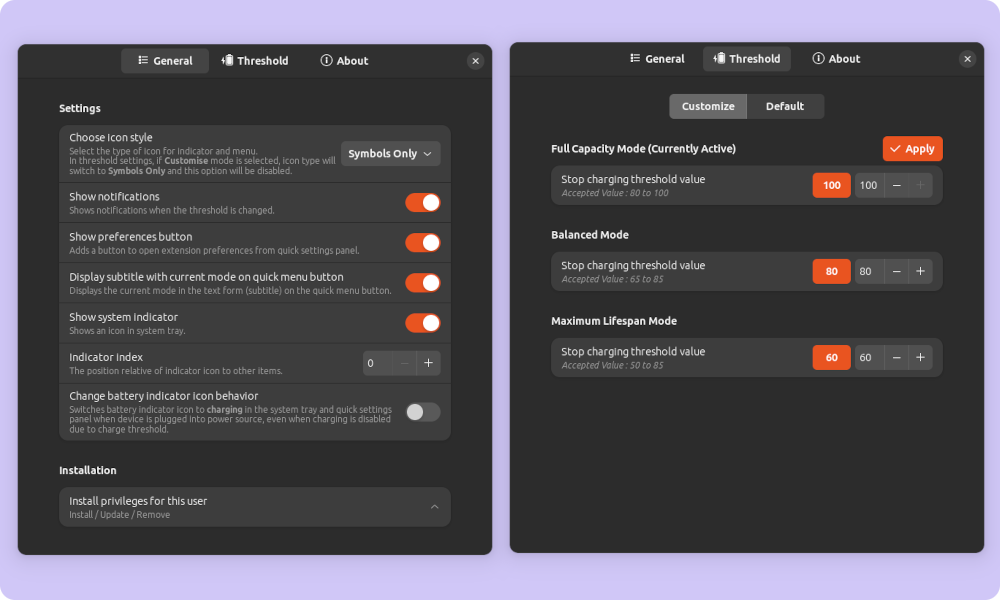 General
Threshold
About
Settings
Choose icon style
Select the type of icon for indicator and menu.
In threshold settings, if Customise mode is selected, icon type will
switch to Symbols Only and this option will be disabled.
Symbols Only
Show notifications
Shows notifications when the threshold is changed.
Show preferences button
Adds a button to open extension preferences from quick settings panel.
Display subtitle with current mode on quick menu button
Displays the current mode in the text form (subtitle) on the quick menu button.
Show system indicator
Shows an icon in system tray.
Indicator Index
The position relative of indicator icon to other items.
0
Change battery indicator icon behavior
Switches battery indicator icon to charging in the system tray and quick settings
panel when device is plugged into power source, even when charging is disabled
due to charge threshold.
Installation
Install privileges for this user
Install / Update / Remove
General
Threshold
About
Customize
Default
Full Capacity Mode (Currently Active)
Apply
Stop charging threshold value
Accepted Value : 80 to 100
100
100
Balanced Mode
Stop charging threshold value
Accepted Value : 65 to 85
80
80
Maximum Lifespan Mode
Stop charging threshold value
Accepted Value : 50 to 85
60
60